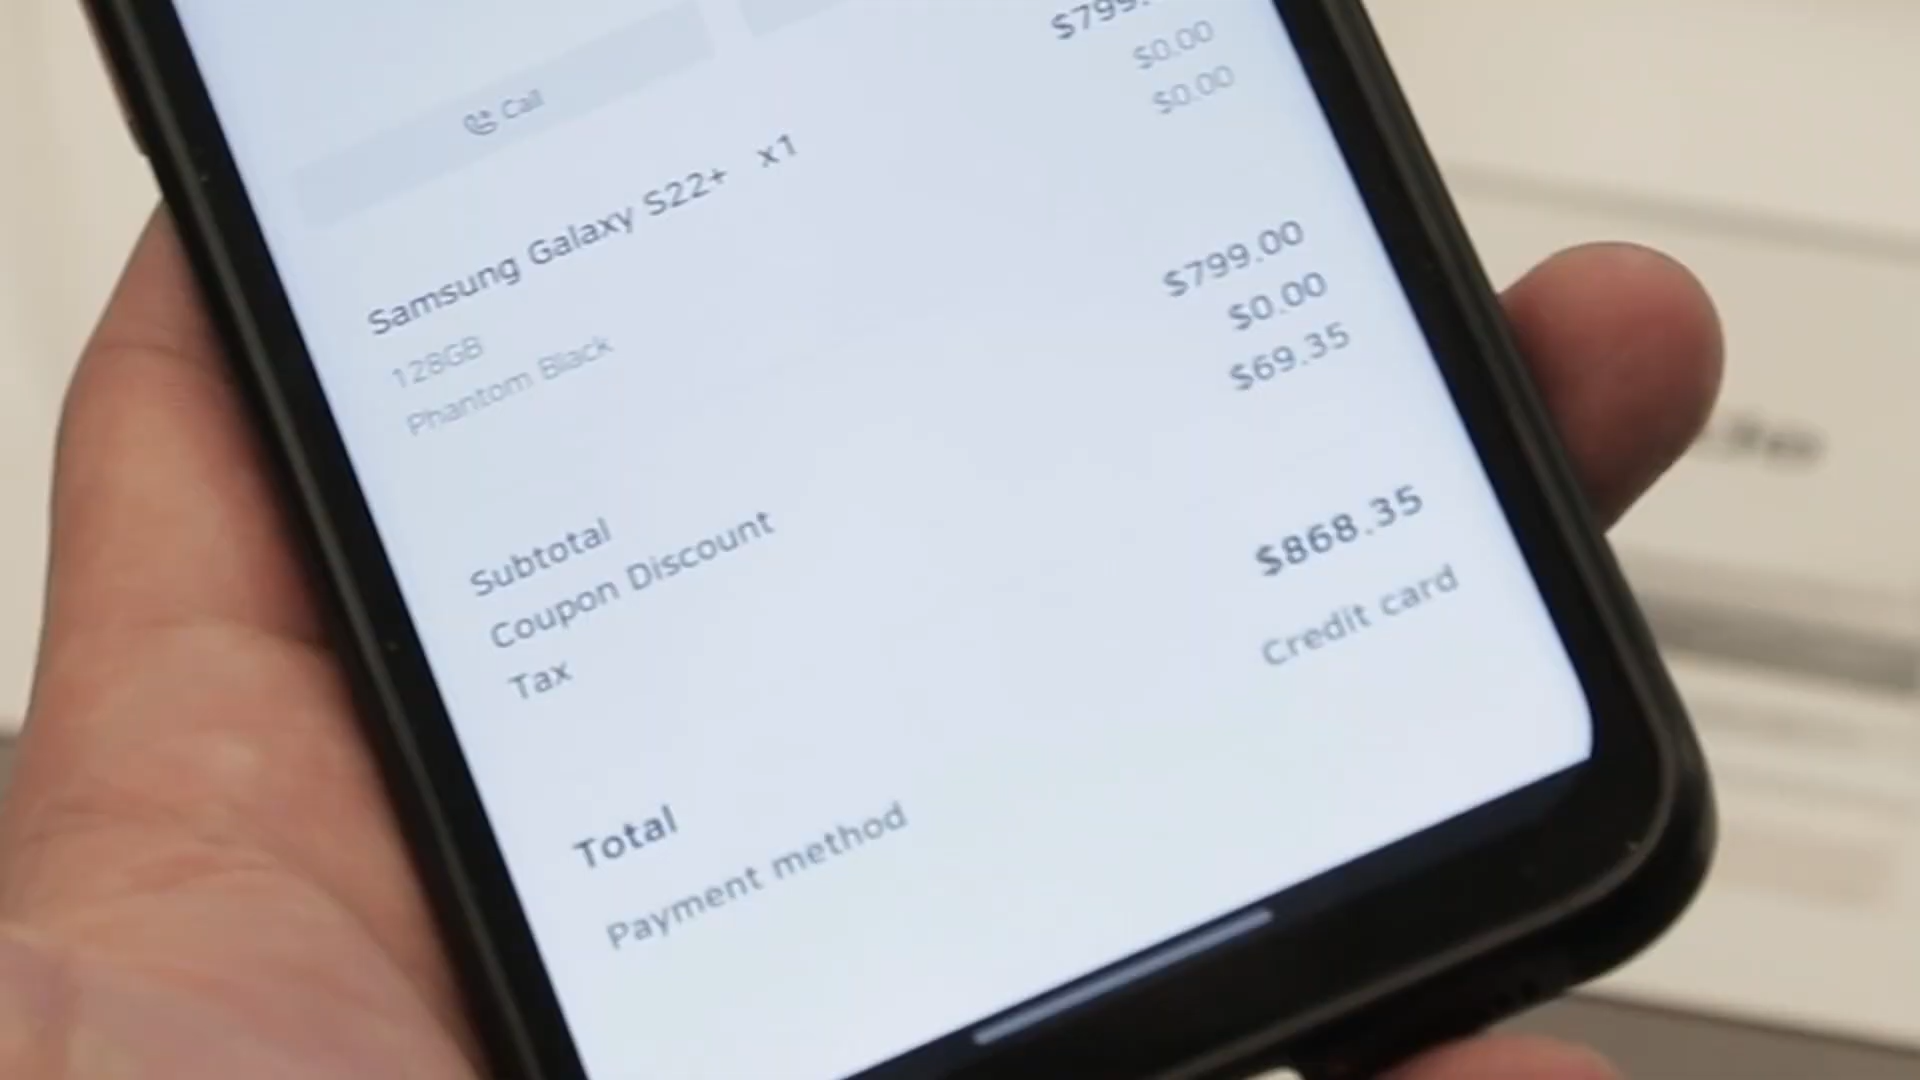 Call
Samsung Galaxy S22+ x1
$799.
128GB
$0.00
Phantom Black
$0.00
Subtotal
$799.00
Coupon Discount
$0.00
Tax
$69.35
Total
$868.35
Payment method
Credit card